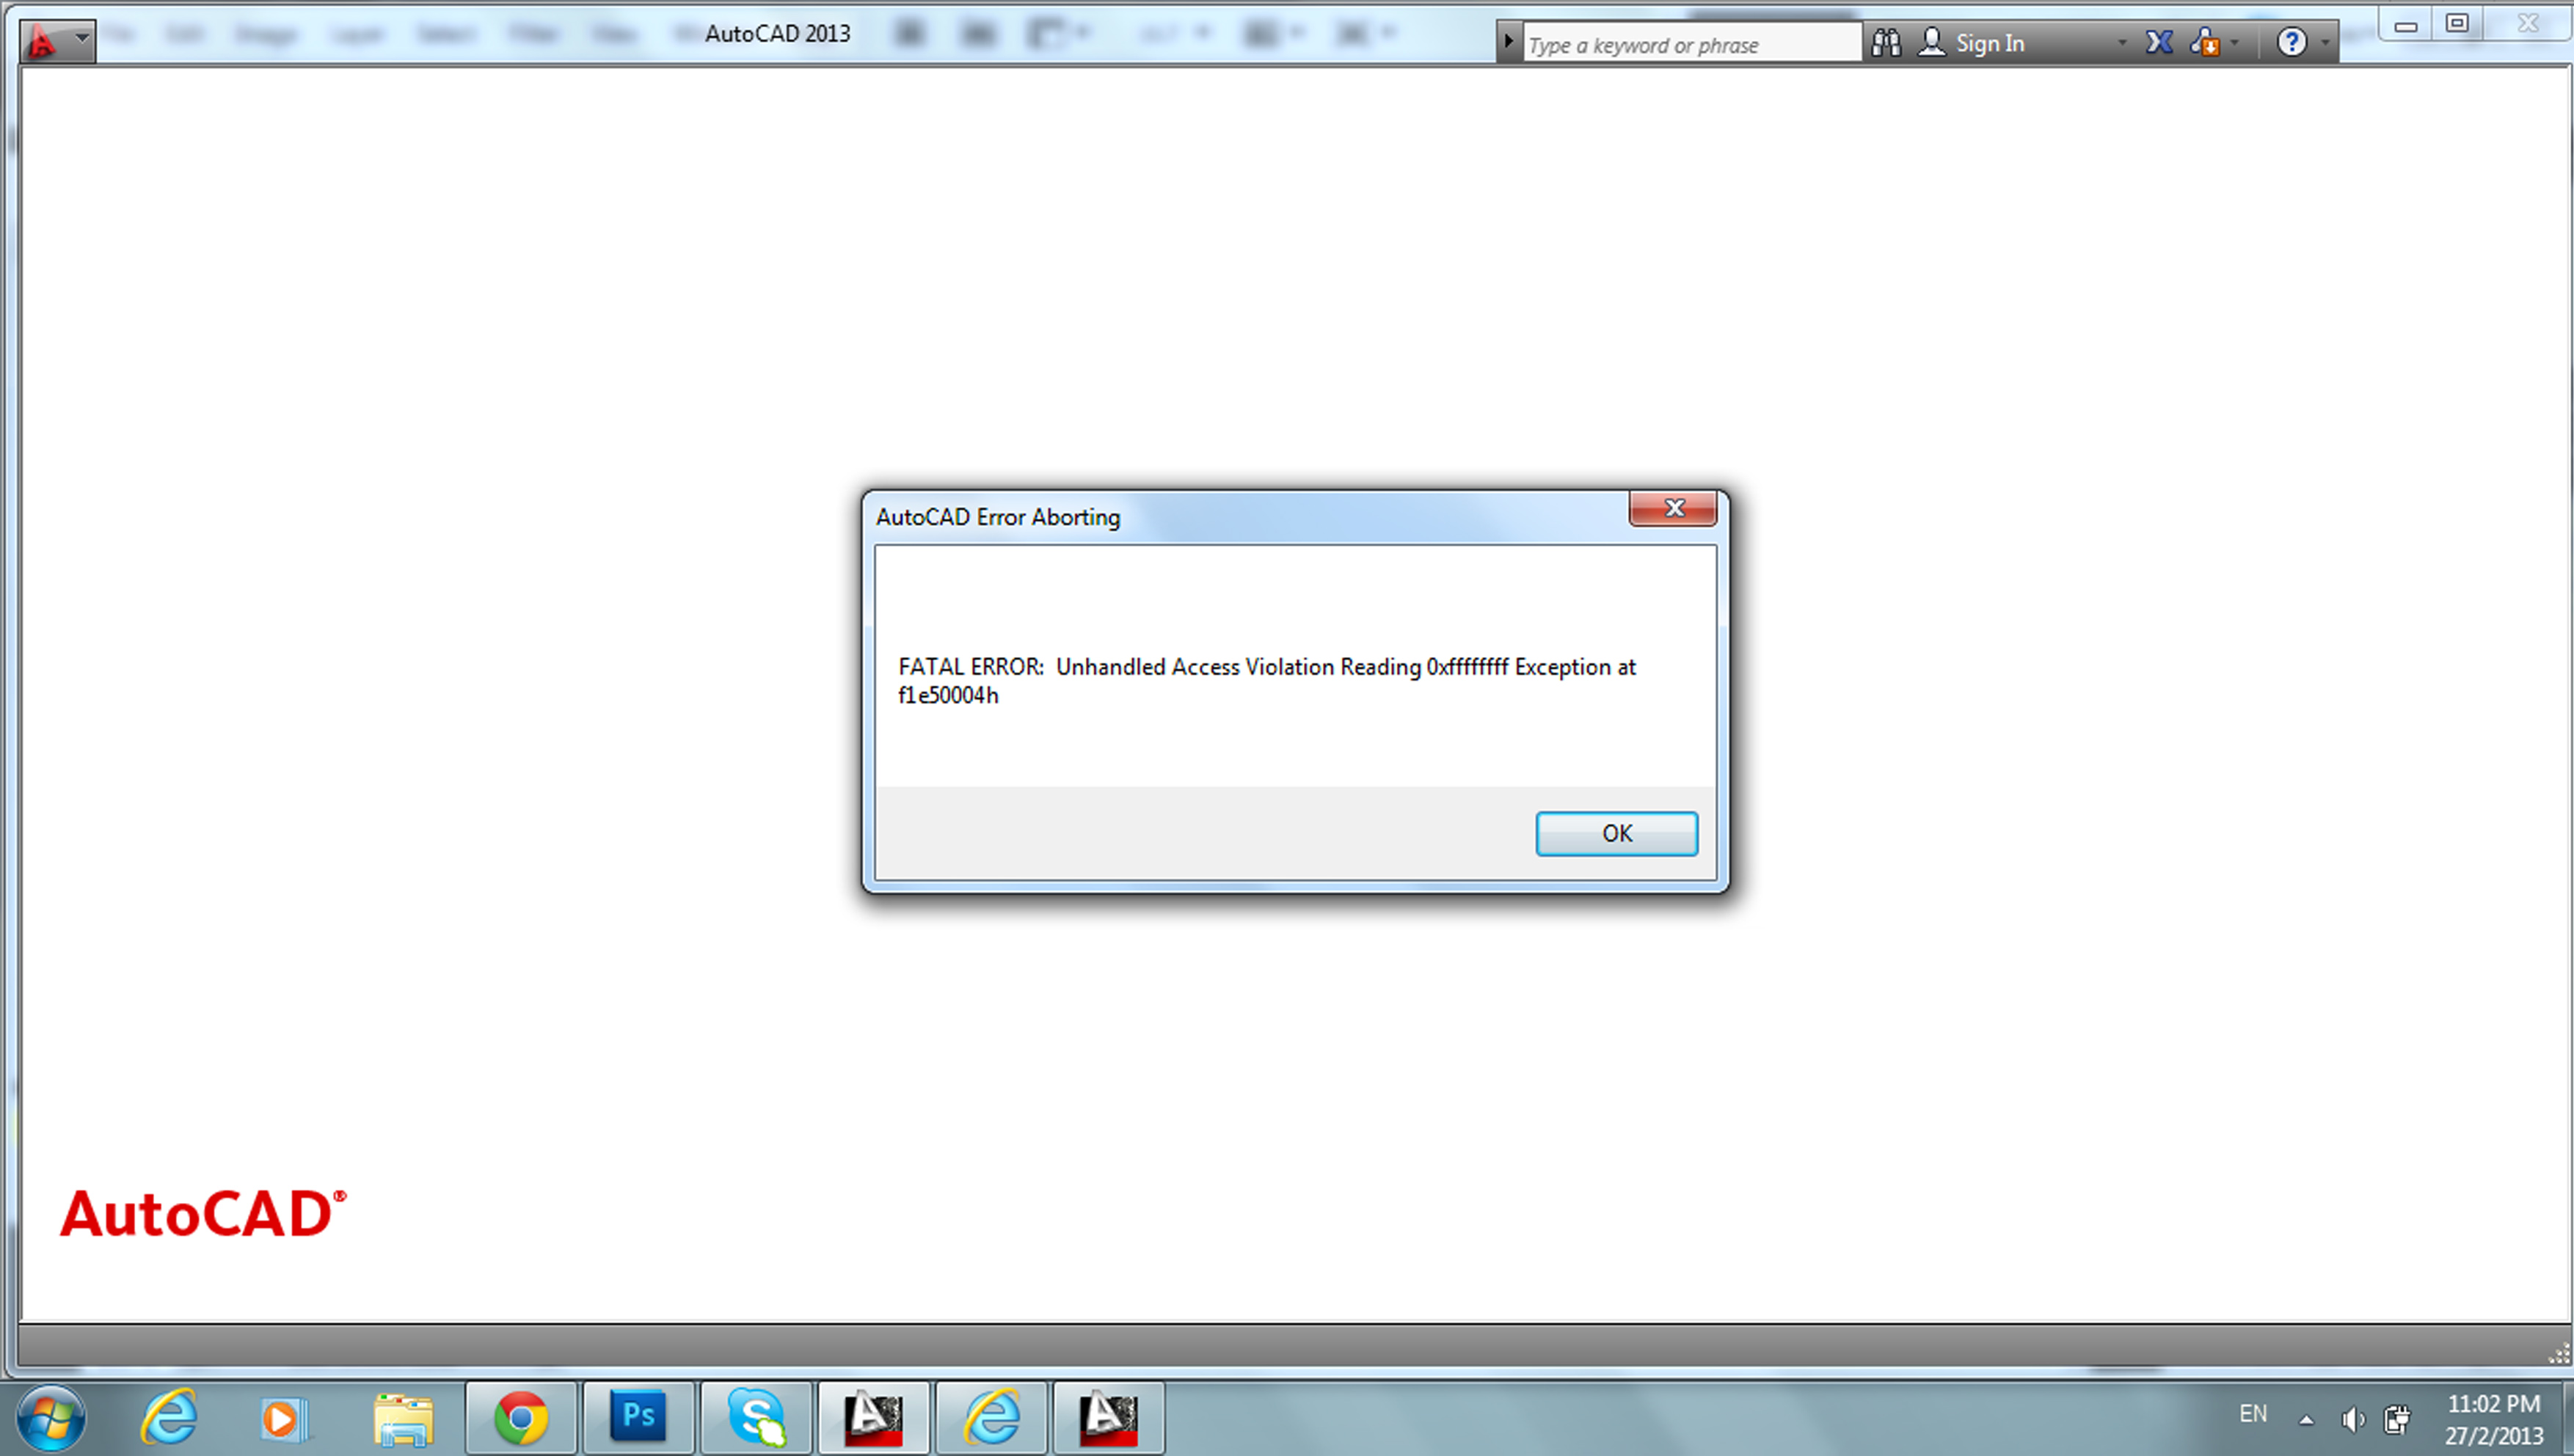 AutoCAD 2013
Type a keyword or phrase
Sign In
AutoCAD Error Aborting
FATAL ERROR:  Unhandled Access Violation Reading 0xffffffff Exception at
f1e50004h
OK
AutoCAD®
Ps
EN
11:02 PM
27/2/2013